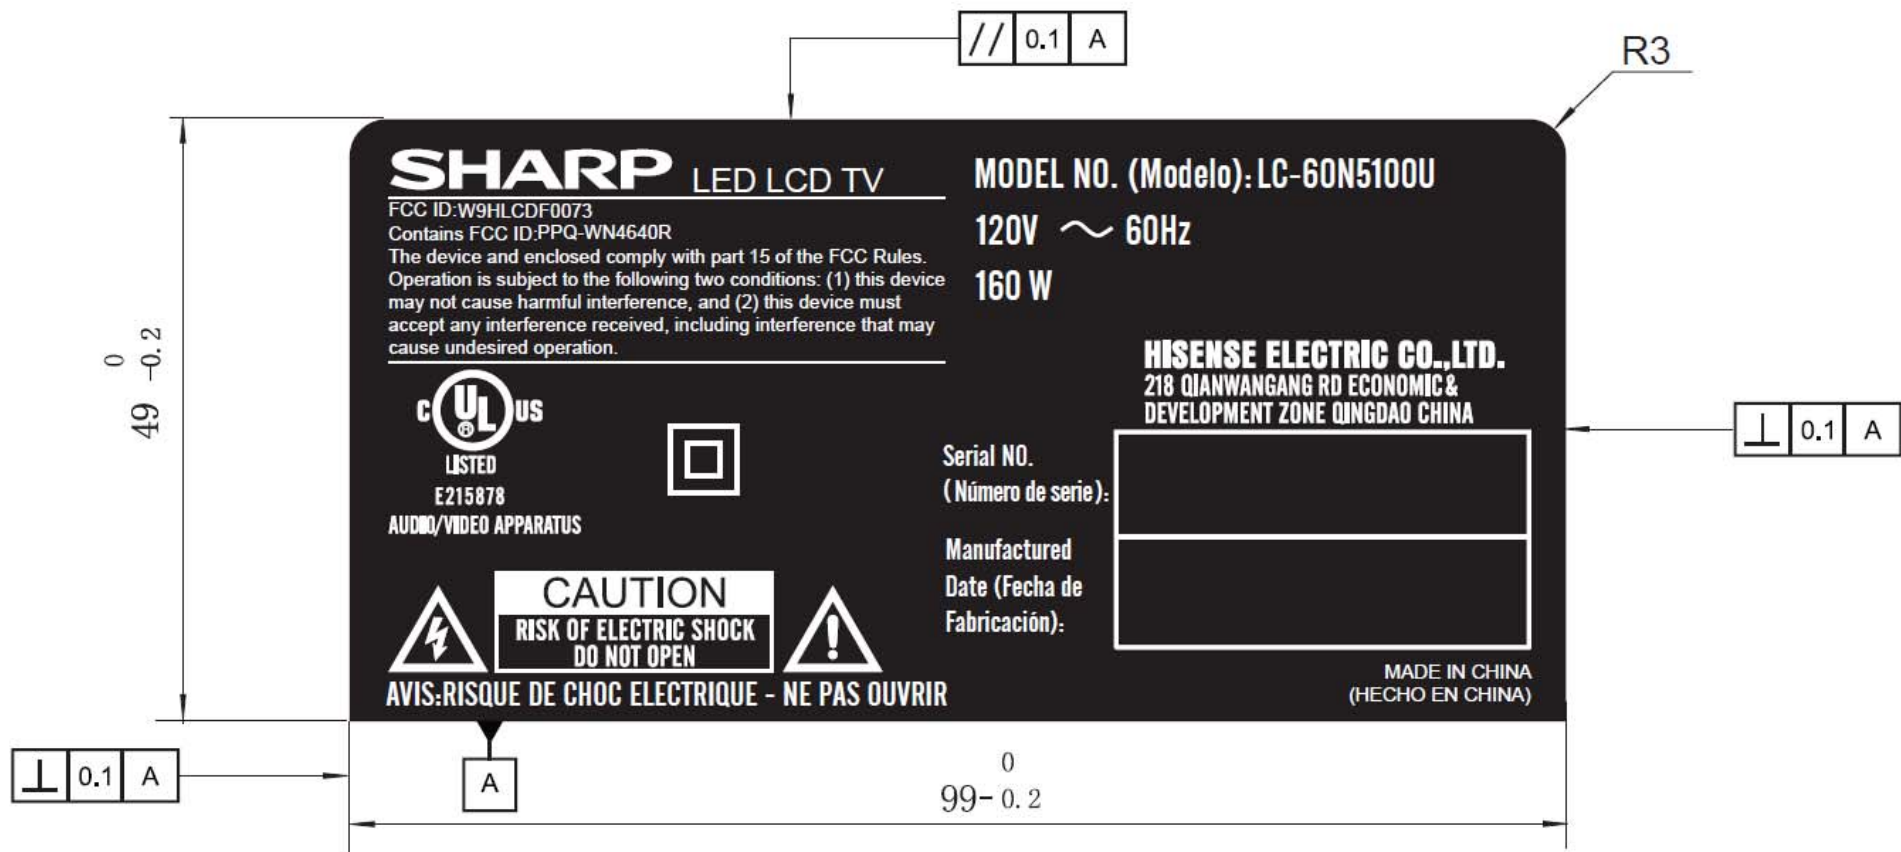 // 0.1 A
R3
SHARP LED LCD TV
FCC ID:W9HLCDF0073
Contains FCC ID:PPQ-WN4640R
The device and enclosed comply with part 15 of the FCC Rules.
Operation is subject to the following two conditions: (1) this device
may not cause harmful interference, and (2) this device must
accept any interference received, including interference that may
cause undesired operation.
MODEL NO. (Modelo): LC-60N5100U
120V ～ 60Hz
160 W
HISENSE ELECTRIC CO.,LTD.
218 QIANWANGANG RD ECONOMIC &
DEVELOPMENT ZONE QINGDAO CHINA
C UL ® US
LISTED
E215878
AUDIO/VIDEO APPARATUS
Serial NO.
(Número de serie):
Manufactured
Date (Fecha de
Fabricación):
CAUTION
RISK OF ELECTRIC SHOCK
DO NOT OPEN
AVIS:RISQUE DE CHOC ELECTRIQUE - NE PAS OUVRIR
MADE IN CHINA
(HECHO EN CHINA)
0
49 -0.2
⊥ 0.1 A
⊥ 0.1 A
A
0
99-0.2